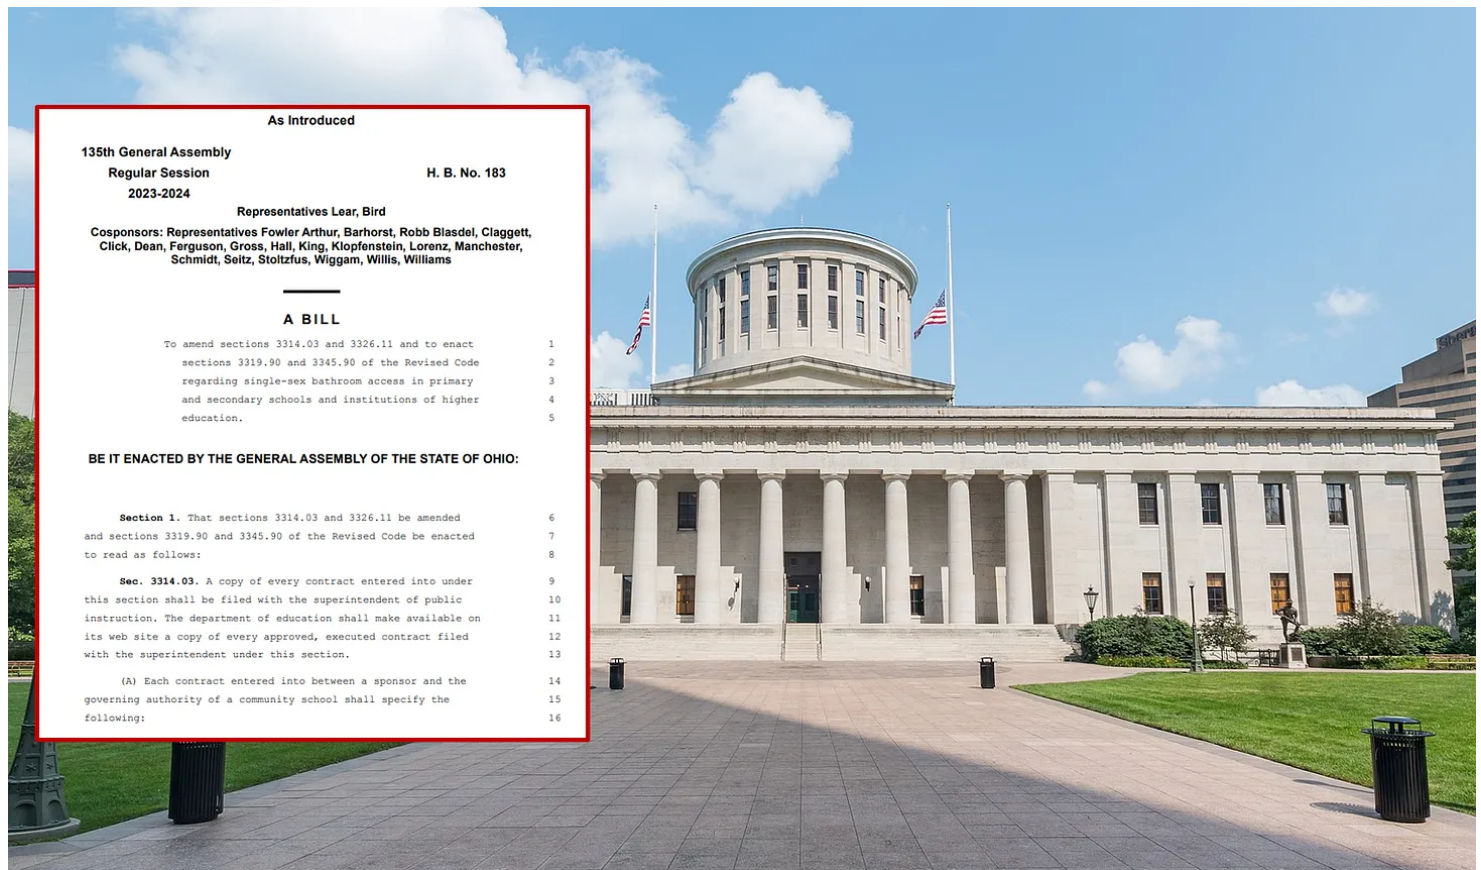 As Introduced
135th General Assembly
Regular Session
H. B. No. 183
2023-2024
Representatives Lear, Bird
Cosponsors: Representatives Fowler Arthur, Barhorst, Robb Blasdel, Claggett,
Click, Dean, Ferguson, Gross, Hall, King, Klopfenstein, Lorenz, Manchester,
Schmidt, Seitz, Stoltzfus, Wiggam, Willis, Williams
A BILL
To amend sections 3314.03 and 3326.11 and to enact 1
sections 3319.90 and 3345.90 of the Revised Code 2
regarding single-sex bathroom access in primary 3
and secondary schools and institutions of higher 4
education. 5
BE IT ENACTED BY THE GENERAL ASSEMBLY OF THE STATE OF OHIO:
Section 1. That sections 3314.03 and 3326.11 be amended 6
and sections 3319.90 and 3345.90 of the Revised Code be enacted 7
to read as follows: 8
Sec. 3314.03. A copy of every contract entered into under 9
this section shall be filed with the superintendent of public 10
instruction. The department of education shall make available on 11
its web site a copy of every approved, executed contract filed 12
with the superintendent under this section. 13
(A) Each contract entered into between a sponsor and the 14
governing authority of a community school shall specify the 15
following: 16